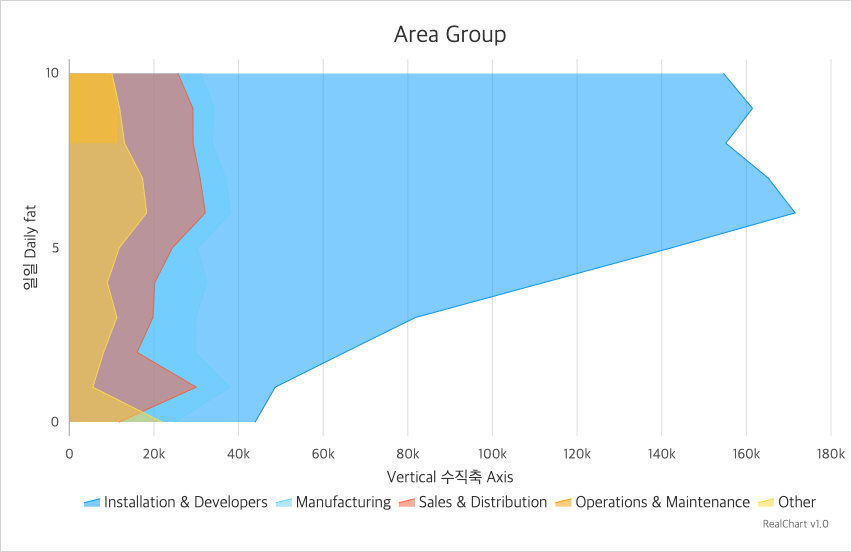 Area Group
10
5
0
일일 Daily fat
0 20k 40k 60k 80k 100k 120k 140k 160k 180k
Vertical 수직축 Axis
Installation & Developers Manufacturing Sales & Distribution Operations & Maintenance Other
RealChart v1.0